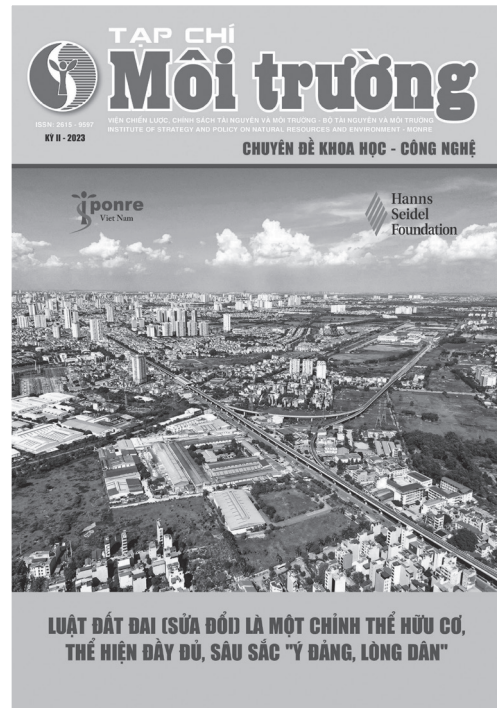 TẠP CHÍ
Môi trường
ISSN: 2615 - 9597
VIỆN CHIẾN LƯỢC, CHÍNH SÁCH TÀI NGUYÊN VÀ MÔI TRƯỜNG - BỘ TÀI NGUYÊN VÀ MÔI TRƯỜNG
INSTITUTE OF STRATEGY AND POLICY ON NATURAL RESOURCES AND ENVIRONMENT - MONRE
KỲ II - 2023
CHUYÊN ĐỀ KHOA HỌC - CÔNG NGHỆ
iponre
Viet Nam
Hanns
Seidel
Foundation
LUẬT ĐẤT ĐAI (SỬA ĐỔI) LÀ MỘT CHỈNH THỂ HỮU CƠ,
THỂ HIỆN ĐẦY ĐỦ, SÂU SẮC "Ý ĐẢNG, LÒNG DÂN"